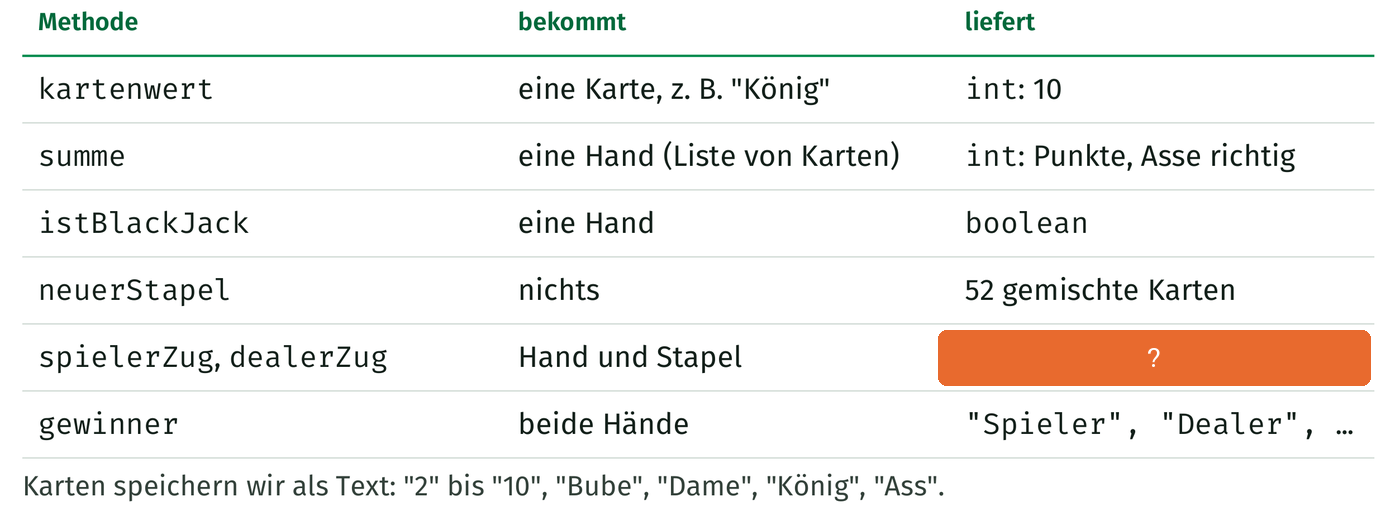 Methode bekommt liefert
kartenwert eine Karte, z. B. "König" int: 10
summe eine Hand (Liste von Karten) int: Punkte, Asse richtig
istBlackJack eine Hand boolean
neuerStapel nichts 52 gemischte Karten
spielerZug, dealerZug Hand und Stapel ?
gewinner beide Hände "Spieler", "Dealer", …
Karten speichern wir als Text: "2" bis "10", "Bube", "Dame", "König", "Ass".